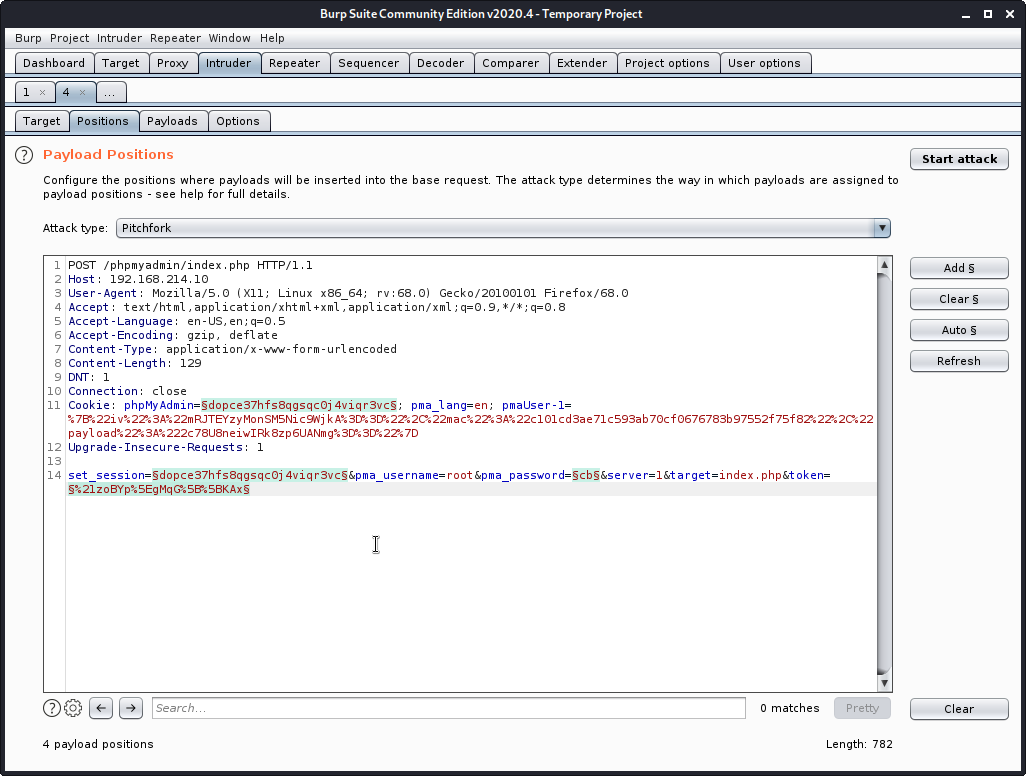 Burp Suite Community Edition v2020.4 - Temporary Project
Burp Project Intruder Repeater Window Help
Dashboard Target Proxy Intruder Repeater Sequencer Decoder Comparer Extender Project options User options
1 × 4 × ...
Target Positions Payloads Options
? Payload Positions
Start attack
Configure the positions where payloads will be inserted into the base request. The attack type determines the way in which payloads are assigned to
payload positions - see help for full details.
Attack type: Pitchfork
1 POST /phpmyadmin/index.php HTTP/1.1
2 Host: 192.168.214.10
3 User-Agent: Mozilla/5.0 (X11; Linux x86_64; rv:68.0) Gecko/20100101 Firefox/68.0
4 Accept: text/html,application/xhtml+xml,application/xml;q=0.9,*/*;q=0.8
5 Accept-Language: en-US,en;q=0.5
6 Accept-Encoding: gzip, deflate
7 Content-Type: application/x-www-form-urlencoded
8 Content-Length: 129
9 DNT: 1
10 Connection: close
11 Cookie: phpMyAdmin=§dopce37hfs8qgsqc0j4viqr3vc§; pma_lang=en; pmaUser-1=
%7B%22iv%22%3A%22mRJTEYzyMonSM5Nic9WjkA%3D%3D%22%2C%22mac%22%3A%22c101cd3ae71c593ab70cf0676783b97552f75f82%22%2C%22
payload%22%3A%222c78U8neiwIRk8zp6UANmg%3D%3D%22%7D
12 Upgrade-Insecure-Requests: 1
13
14 set_session=§dopce37hfs8qgsqc0j4viqr3vc§&pma_username=root&pma_password=§cb§&server=1&target=index.php&token=
§%21zoBYp%5EgMqG%5B%5BKAx§
Add §
Clear §
Auto §
Refresh
? Search... 0 matches Pretty Clear
4 payload positions Length: 782